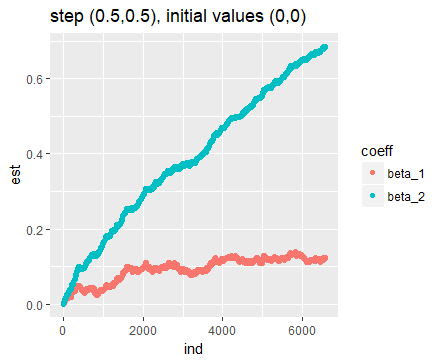 step (0.5,0.5), initial values (0,0)
0.6
0.4
0.2
0.0
est
0
2000
4000
6000
ind
coeff
beta_1
beta_2